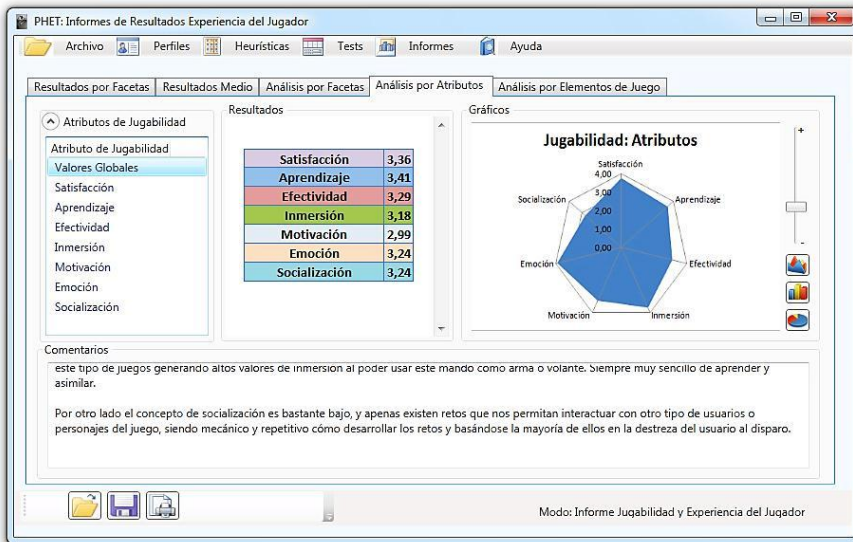 PHET: Informes de Resultados Experiencia del Jugador
Archivo Perfiles Heurísticas Tests Informes Ayuda
Resultados por Facetas Resultados Medio Análisis por Facetas Análisis por Atributos Análisis por Elementos de Juego
Atributos de Jugabilidad
Atributo de Jugabilidad
Valores Globales
Satisfacción
Aprendizaje
Efectividad
Inmersión
Motivación
Emoción
Socialización
Resultados
Satisfacción 3,36
Aprendizaje 3,41
Efectividad 3,29
Inmersión 3,18
Motivación 2,99
Emoción 3,24
Socialización 3,24
Gráficos
Jugabilidad: Atributos
Satisfacción
4,00
3,00
2,00
1,00
0,00
Aprendizaje
Efectividad
Inmersión
Motivación
Emoción
Socialización
+
-
Comentarios
este tipo de juegos generando altos valores de inmersión al poder usar este mando como arma o volante. Siempre muy sencillo de aprender y
asimilar.
Por otro lado el concepto de socialización es bastante bajo, y apenas existen retos que nos permitan interactuar con otro tipo de usuarios o
personajes del juego, siendo mecánico y repetitivo cómo desarrollar los retos y basándose la mayoría de ellos en la destreza del usuario al disparo.
Modo: Informe Jugabilidad y Experiencia del Jugador